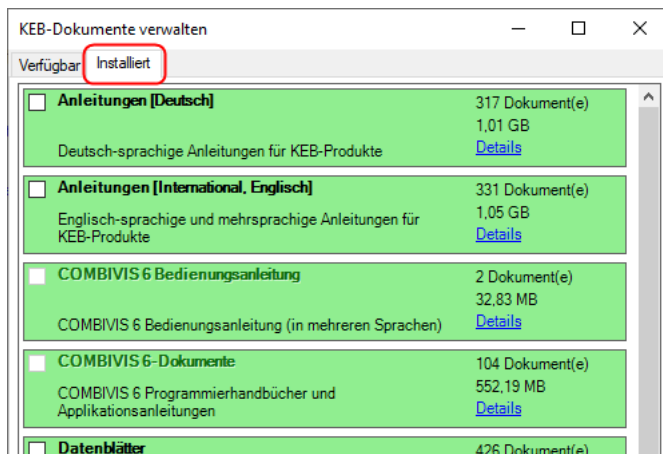 KEB-Dokumente verwalten
Verfügbar Installiert
Anleitungen [Deutsch] 317 Dokument(e)
1,01 GB
Deutsch-sprachige Anleitungen für KEB-Produkte Details
Anleitungen [International, Englisch] 331 Dokument(e)
1,05 GB
Englisch-sprachige und mehrsprachige Anleitungen für
KEB-Produkte Details
COMBIVIS 6 Bedienungsanleitung 2 Dokument(e)
32,83 MB
COMBIVIS 6 Bedienungsanleitung (in mehreren Sprachen) Details
COMBIVIS 6-Dokumente 104 Dokument(e)
552,19 MB
COMBIVIS 6 Programmierhandbücher und
Applikationsanleitungen Details
Datenblätter 426 Dokument(e)